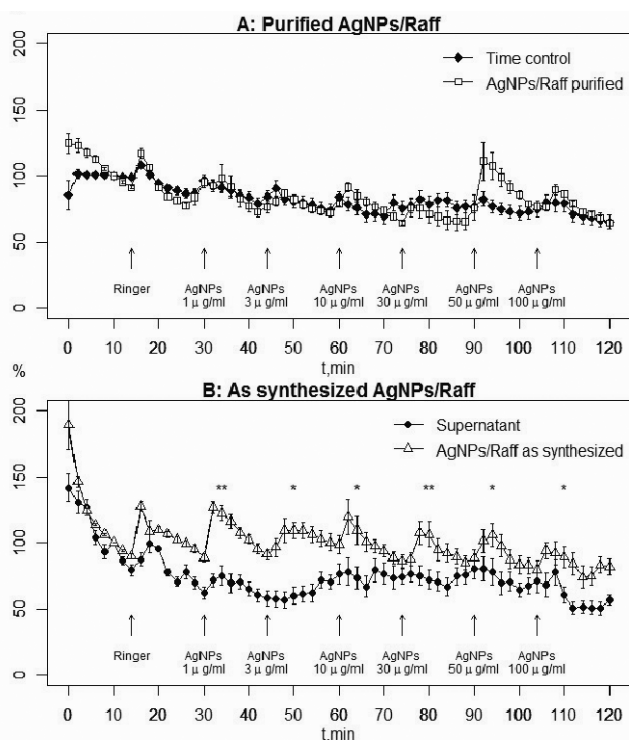 A: Purified AgNPs/Raff
Time control
AgNPs/Raff purified
200
150
100
50
0
Ringer
AgNPs
1 µ g/ml
AgNPs
3 µ g/ml
AgNPs
10 µ g/ml
AgNPs
30 µ g/ml
AgNPs
50 µ g/ml
AgNPs
100 µ g/ml
0 10 20 30 40 50 60 70 80 90 100 110 120
t,min
%
B: As synthesized AgNPs/Raff
Supernatant
AgNPs/Raff as synthesized
200
150
100
50
0
** * * ** * *
Ringer
AgNPs
1 µ g/ml
AgNPs
3 µ g/ml
AgNPs
10 µ g/ml
AgNPs
30 µ g/ml
AgNPs
50 µ g/ml
AgNPs
100 µ g/ml
0 10 20 30 40 50 60 70 80 90 100 110 120
t,min